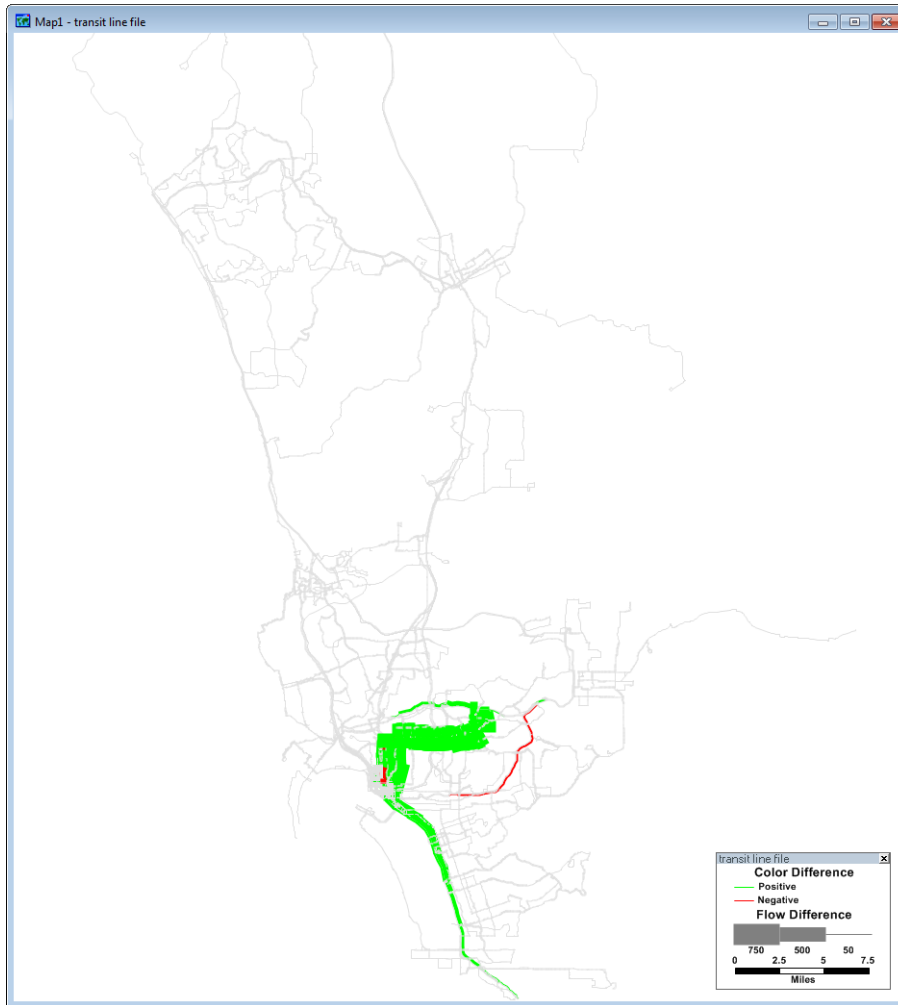 Map1 - transit line file
transit line file
Color Difference
Positive
Negative
Flow Difference
750 500 50
0 2.5 5 7.5
Miles